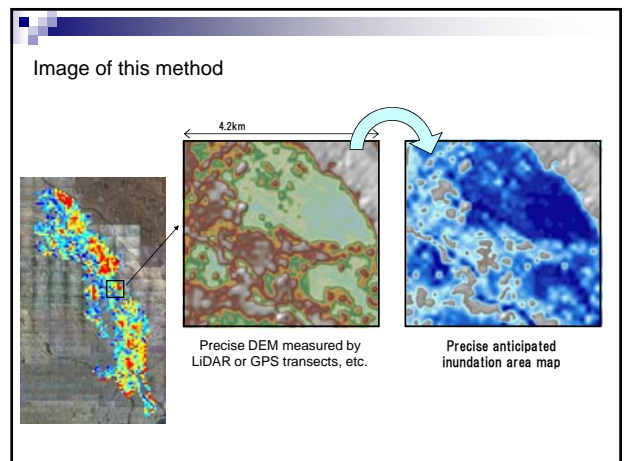 Image of this method
4.2km
Precise DEM measured by
LiDAR or GPS transects, etc.
Precise anticipated
inundation area map